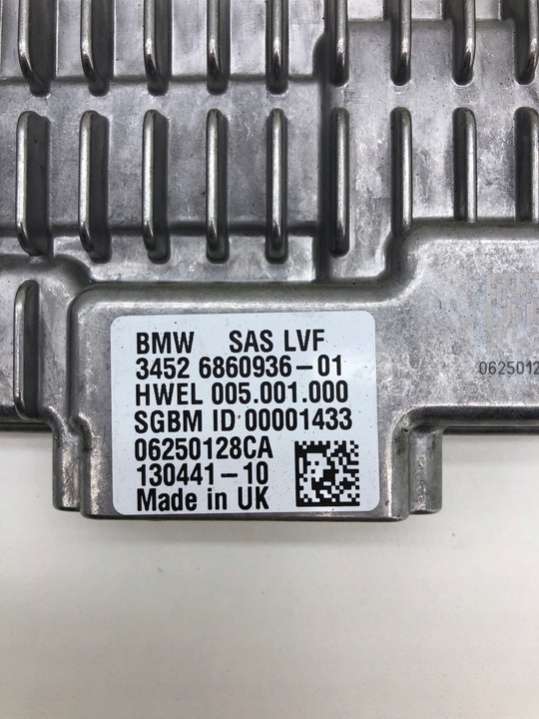 BMW SAS LVF
3452 6860936-01
HWEL 005.001.000
SGBM ID 00001433
06250128CA
130441-10
Made in UK